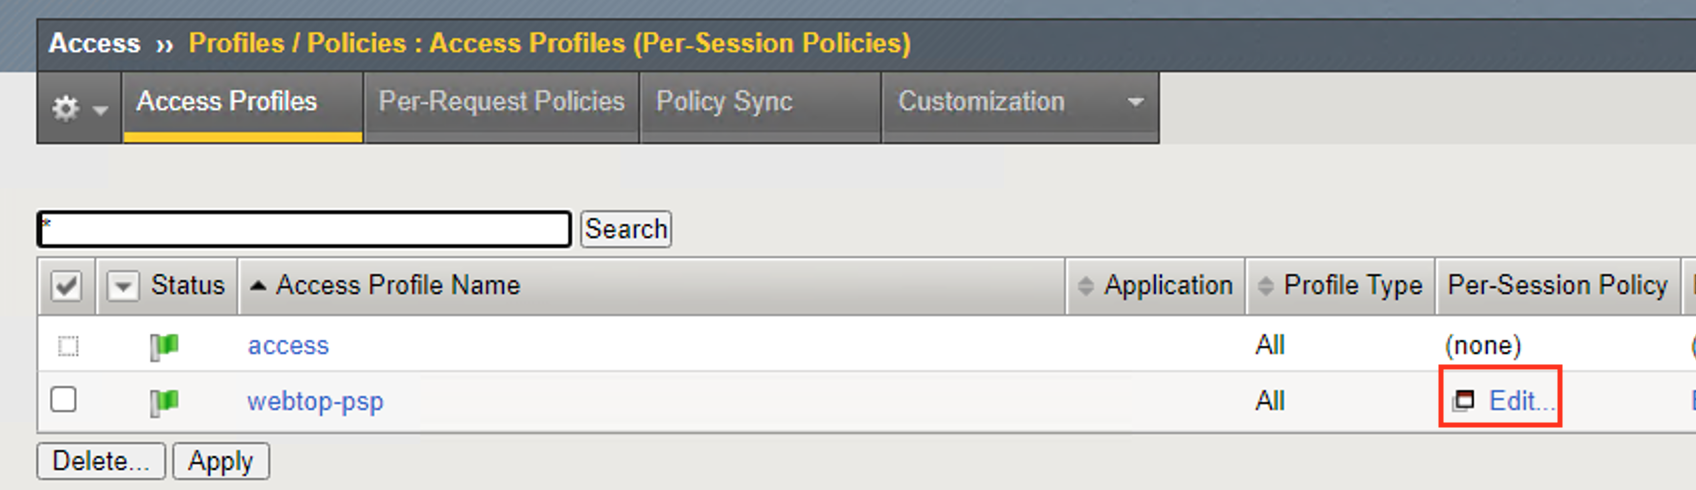 Access ›› Profiles / Policies : Access Profiles (Per-Session Policies)
Access Profiles Per-Request Policies Policy Sync Customization
* Search
Status Access Profile Name Application Profile Type Per-Session Policy
access All (none)
webtop-psp All Edit...
Delete... Apply